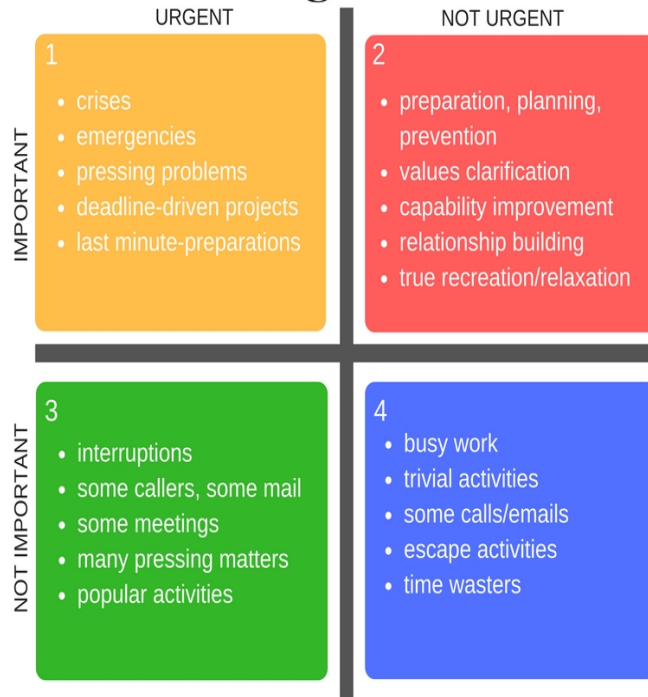 URGENT
NOT URGENT
IMPORTANT
1
• crises
• emergencies
• pressing problems
• deadline-driven projects
• last minute-preparations
2
• preparation, planning,
prevention
• values clarification
• capability improvement
• relationship building
• true recreation/relaxation
NOT IMPORTANT
3
• interruptions
• some callers, some mail
• some meetings
• many pressing matters
• popular activities
4
• busy work
• trivial activities
• some calls/emails
• escape activities
• time wasters